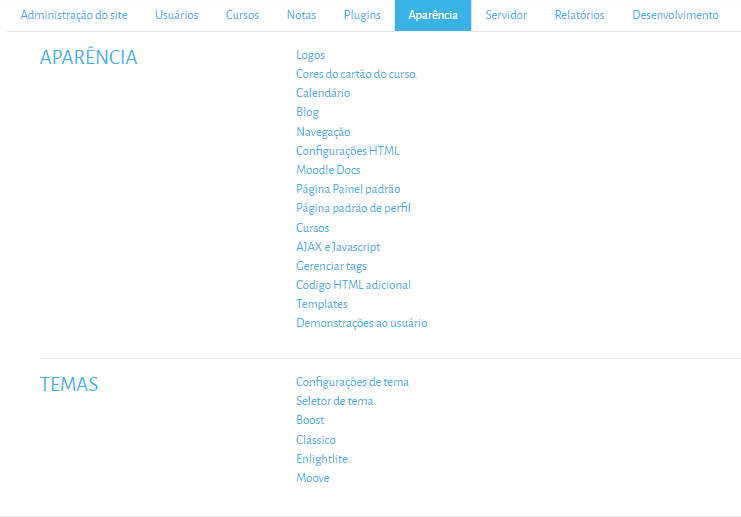 Administração do site Usuários Cursos Notas Plugins Aparência Servidor Relatórios Desenvolvimento
APARÊNCIA
Logos
Cores do cartão do curso.
Calendário
Blog
Navegação
Configurações HTML
Moodle Docs
Página Painel padrão
Página padrão de perfil
Cursos
AJAX e Javascript
Gerenciar tags
Código HTML adicional
Templates
Demonstrações ao usuário
TEMAS
Configurações de tema
Seletor de tema
Boost
Clássico
Enlightlite
Moove